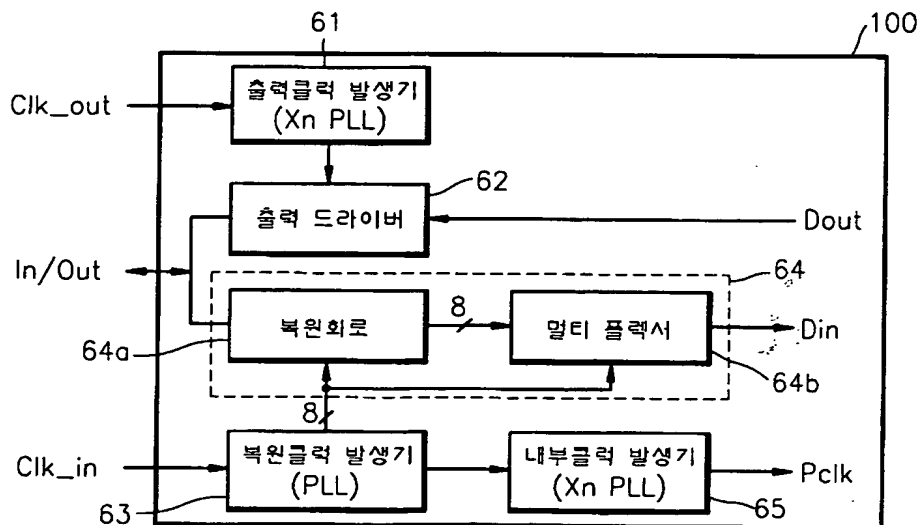 61
100
Clk_out
출력클럭 발생기
(Xn PLL)
62
출력 드라이버
Dout
In/Out
64
복원회로
8
멀티 플렉서
Din
64a
64b
8
Clk_in
복원클럭 발생기
(PLL)
내부클럭 발생기
(Xn PLL)
Pclk
63
65